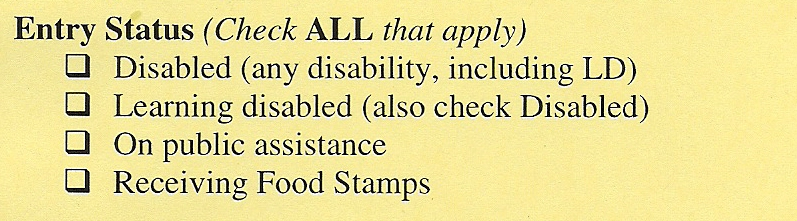 Entry Status (Check ALL that apply)
❑ Disabled (any disability, including LD)
❑ Learning disabled (also check Disabled)
❑ On public assistance
❑ Receiving Food Stamps